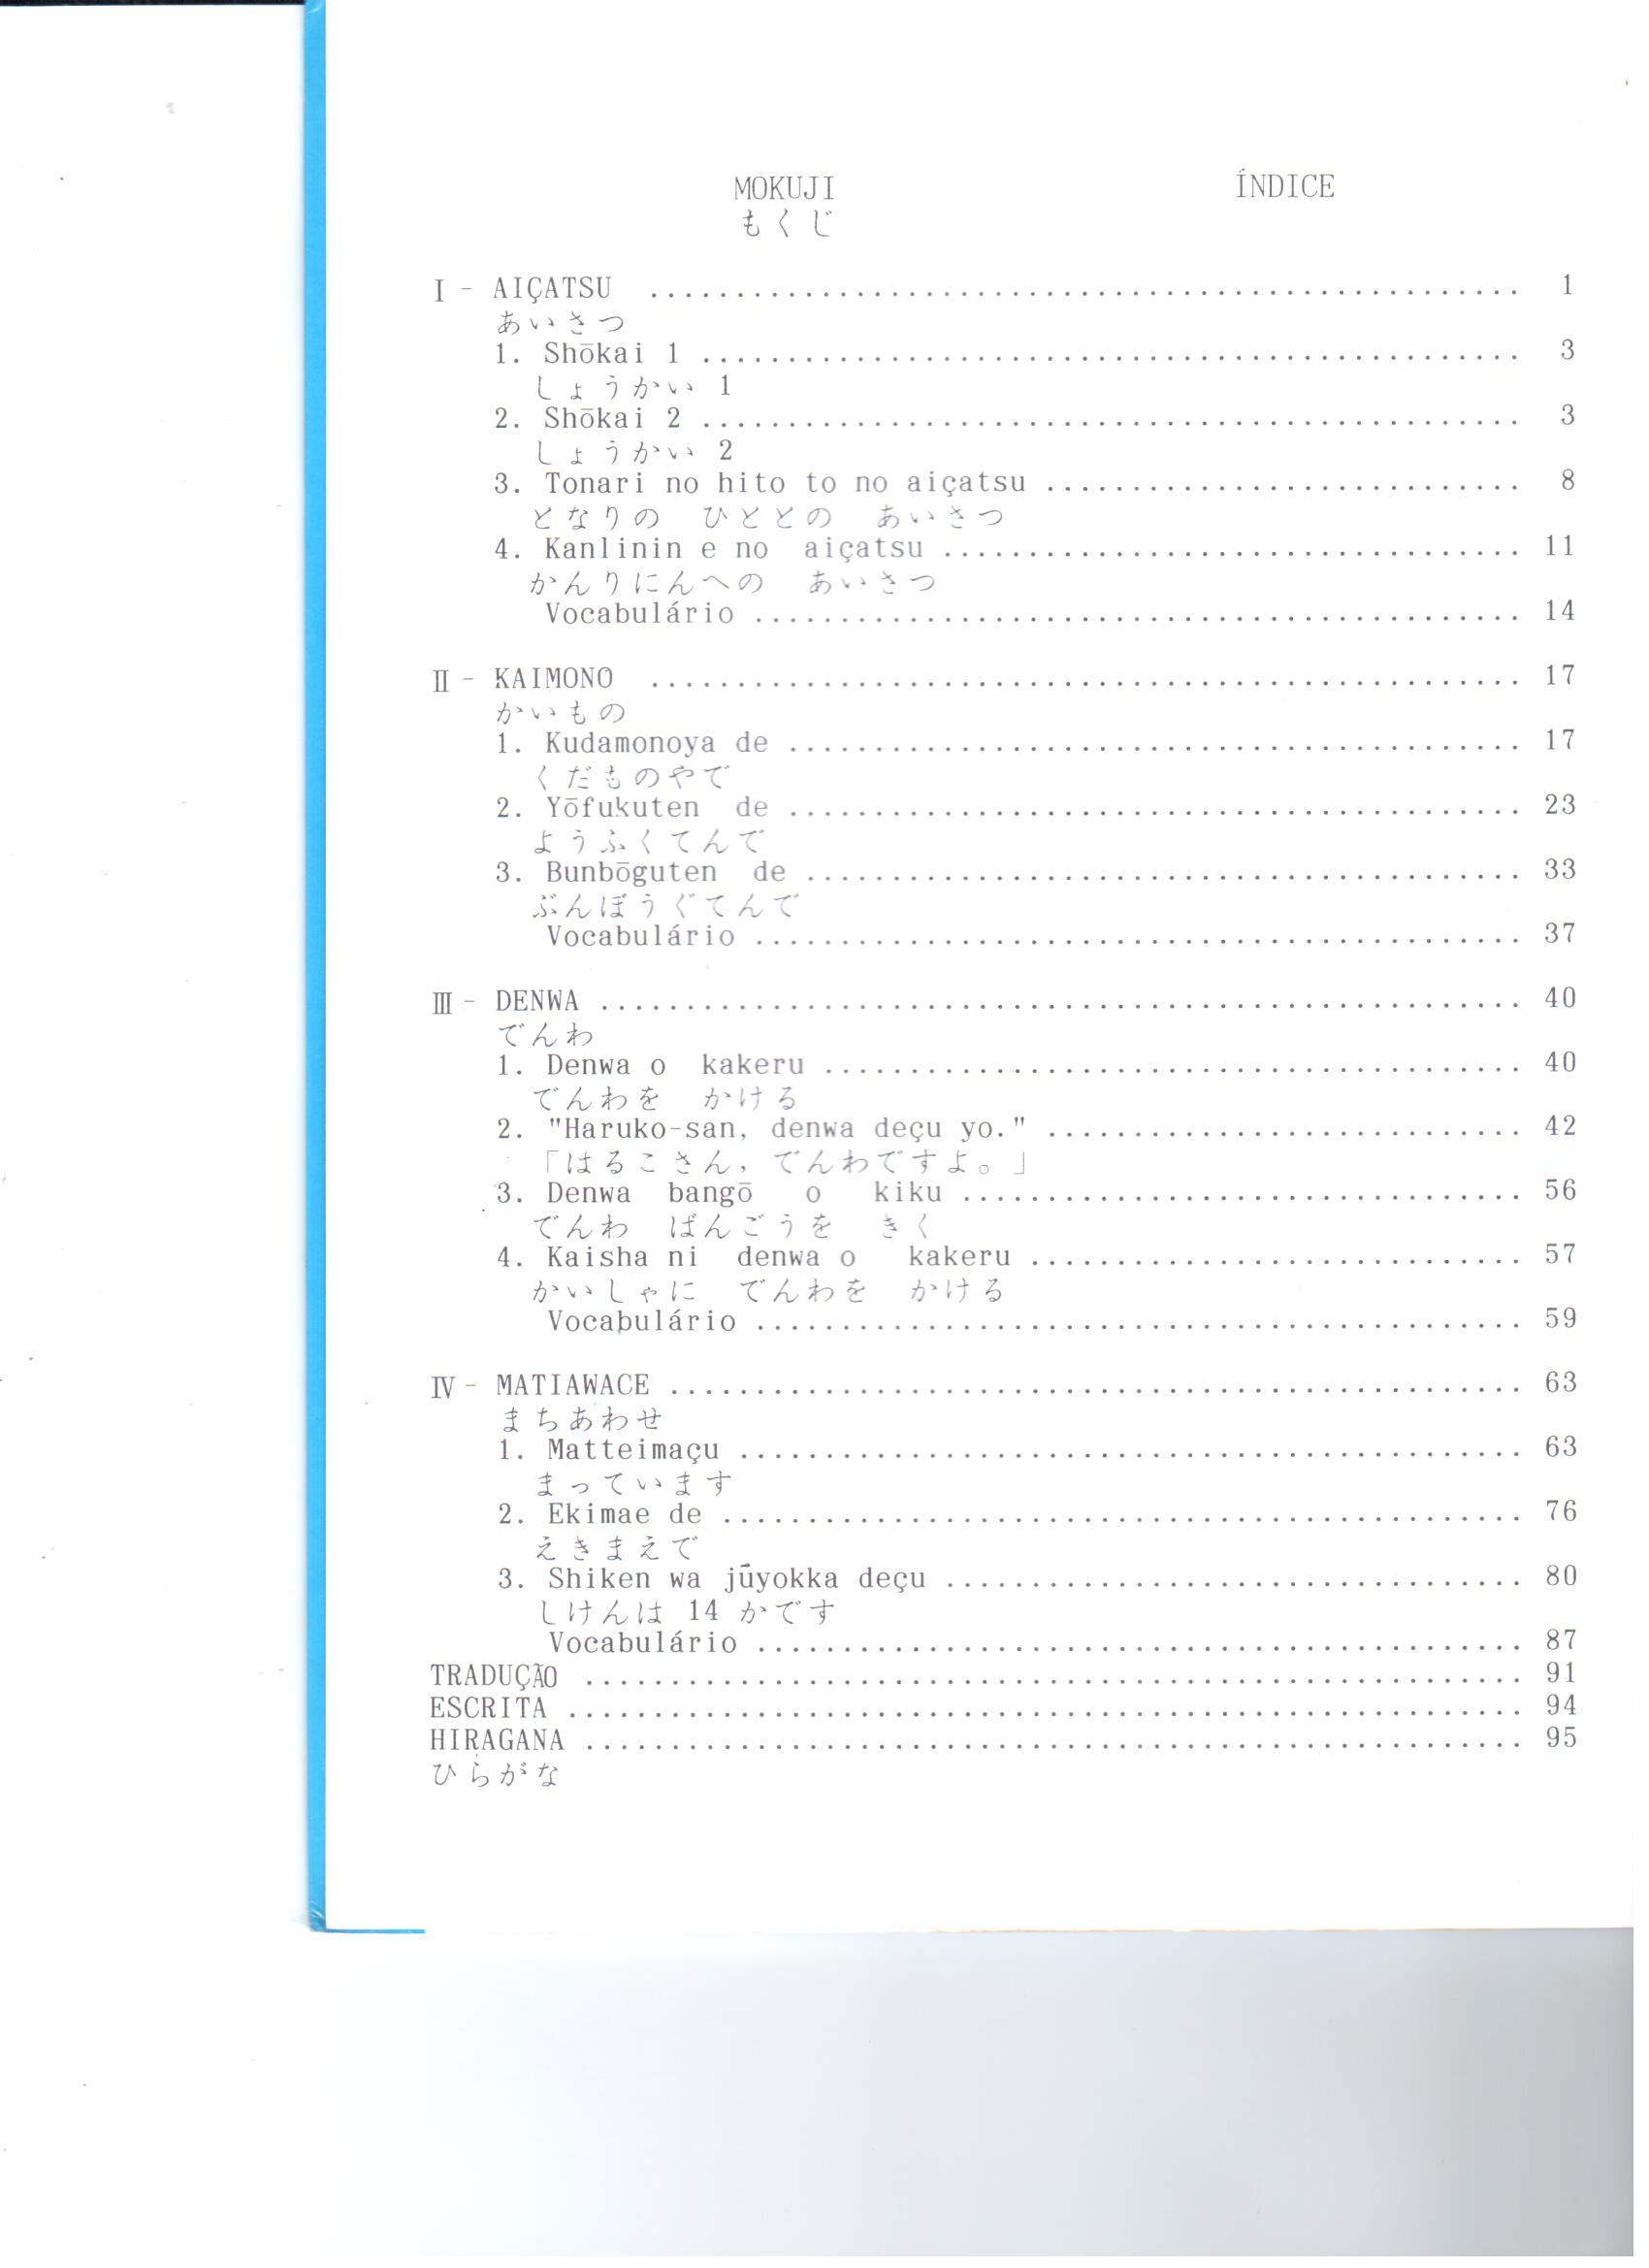 MOKUJI ÍNDICE
もくじ
Ⅰ - AIÇATSU ................................................... 1
あいさつ
1. Shōkai 1 ................................................ 3
しょうかい 1
2. Shōkai 2 ................................................ 3
しょうかい 2
3. Tonari no hito to no aiçatsu ............................ 8
となりの ひととの あいさつ
4. Kanlinin e no aiçatsu .................................. 11
かんりにんへの あいさつ
Vocabulário ............................................. 14
Ⅱ - KAIMONO ................................................... 17
かいもの
1. Kudamonoya de ........................................... 17
くだものやで
2. Yōfukuten de ........................................... 23
ようふくてんで
3. Bunbōguten de .......................................... 33
ぶんぼうぐてんで
Vocabulário ............................................. 37
Ⅲ - DENWA ...................................................... 40
でんわ
1. Denwa o kakeru ......................................... 40
でんわを かける
2. "Haruko-san, denwa deçu yo." ............................ 42
「はるこさん, でんわですよ。」
3. Denwa bangō o kiku ................................. 56
でんわ ばんごうを きく
4. Kaisha ni denwa o kakeru ............................. 57
かいしゃに でんわを かける
Vocabulário ............................................. 59
Ⅳ - MATIAWACE .................................................. 63
まちあわせ
1. Matteimaçu .............................................. 63
まっています
2. Ekimae de ............................................... 76
えきまえで
3. Shiken wa jūyokka deçu .................................. 80
しけんは 14 かです
Vocabulário ............................................. 87
TRADUÇÃO ....................................................... 91
ESCRITA ........................................................ 94
HIRAGANA ....................................................... 95
ひらがな